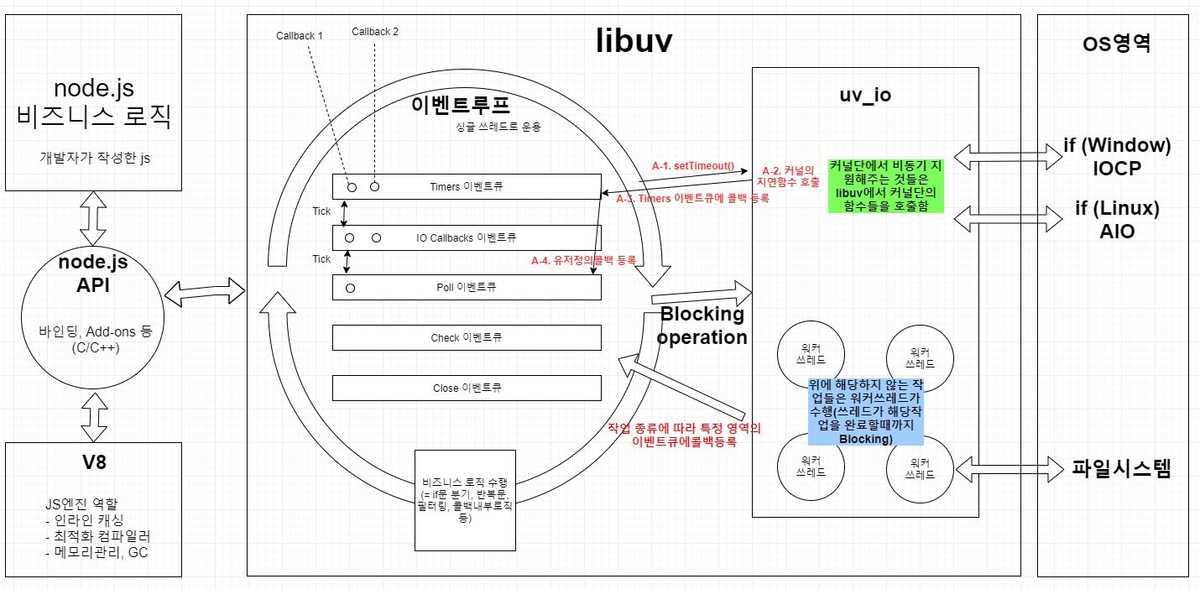 node.js
비즈니스 로직
개발자가 작성한 js
node.js
API
바인딩, Add-ons 등
(C/C++)
V8
JS엔진 역할
- 인라인 캐싱
- 최적화 컴파일러
- 메모리관리, GC
libuv
Callback 1
Callback 2
이벤트루프
싱글 쓰레드로 운용
Timers 이벤트큐
Tick
IO Callbacks 이벤트큐
Tick
Poll 이벤트큐
Check 이벤트큐
Close 이벤트큐
비즈니스 로직 수행
(= if문 분기, 반복문,
필터링, 콜백내부로직
등)
A-1. setTimeout()
A-2. 커널의
지연함수 호출
A-3. Timers 이벤트큐에 콜백 등록
A-4. 유저정의콜백 등록
Blocking
operation
작업 종류에 따라 특정 영역의
이벤트큐에콜백등록
uv_io
커널단에서 비동기 지
원해주는 것들은
libuv에서 커널단의
함수들을 호출함
워커
쓰레드
워커
쓰레드
위에 해당하지 않는 작
업들은 워커쓰레드가
수행(쓰레드가 해당작
업을 완료할때까지
Blocking)
워커
쓰레드
워커
쓰레드
OS영역
if (Window)
IOCP
if (Linux)
AIO
파일시스템